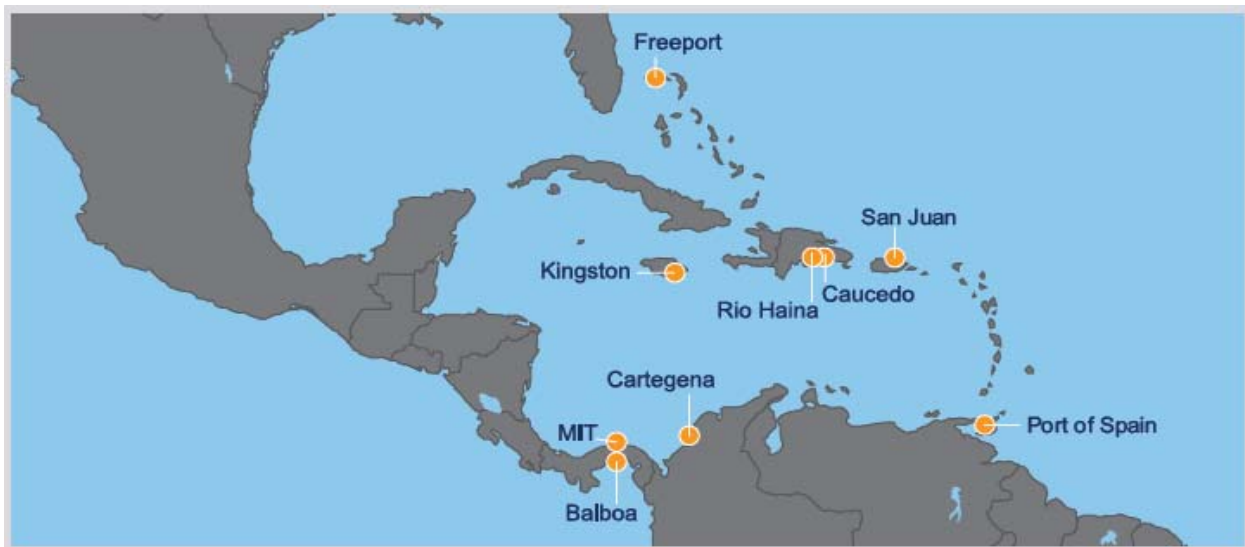 Freeport
San Juan
Kingston
Caucedo
Rio Haina
Cartegena
MIT
Port of Spain
Balboa